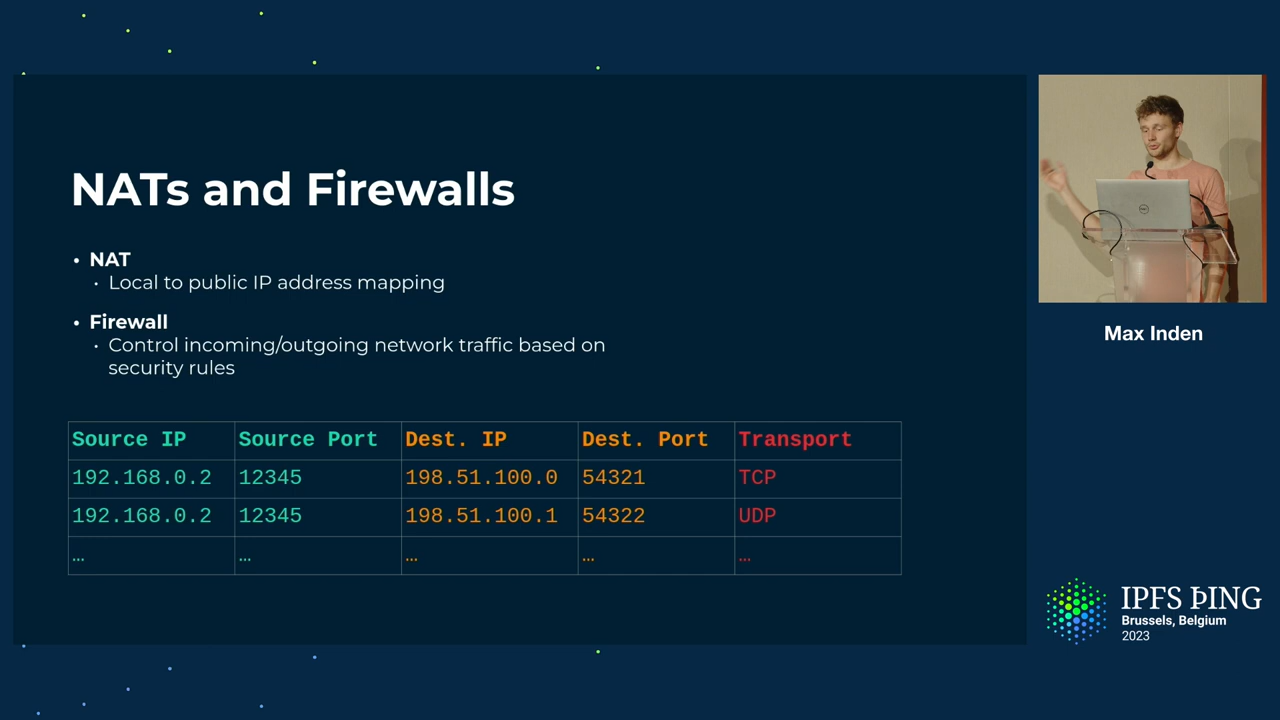 NATs and Firewalls
• NAT
• Local to public IP address mapping
• Firewall
• Control incoming/outgoing network traffic based on
security rules
Source IP Source Port Dest. IP Dest. Port Transport
192.168.0.2 12345 198.51.100.0 54321 TCP
192.168.0.2 12345 198.51.100.1 54322 UDP
… … … … …
Max Inden
IPFS ÞING
Brussels, Belgium
2023